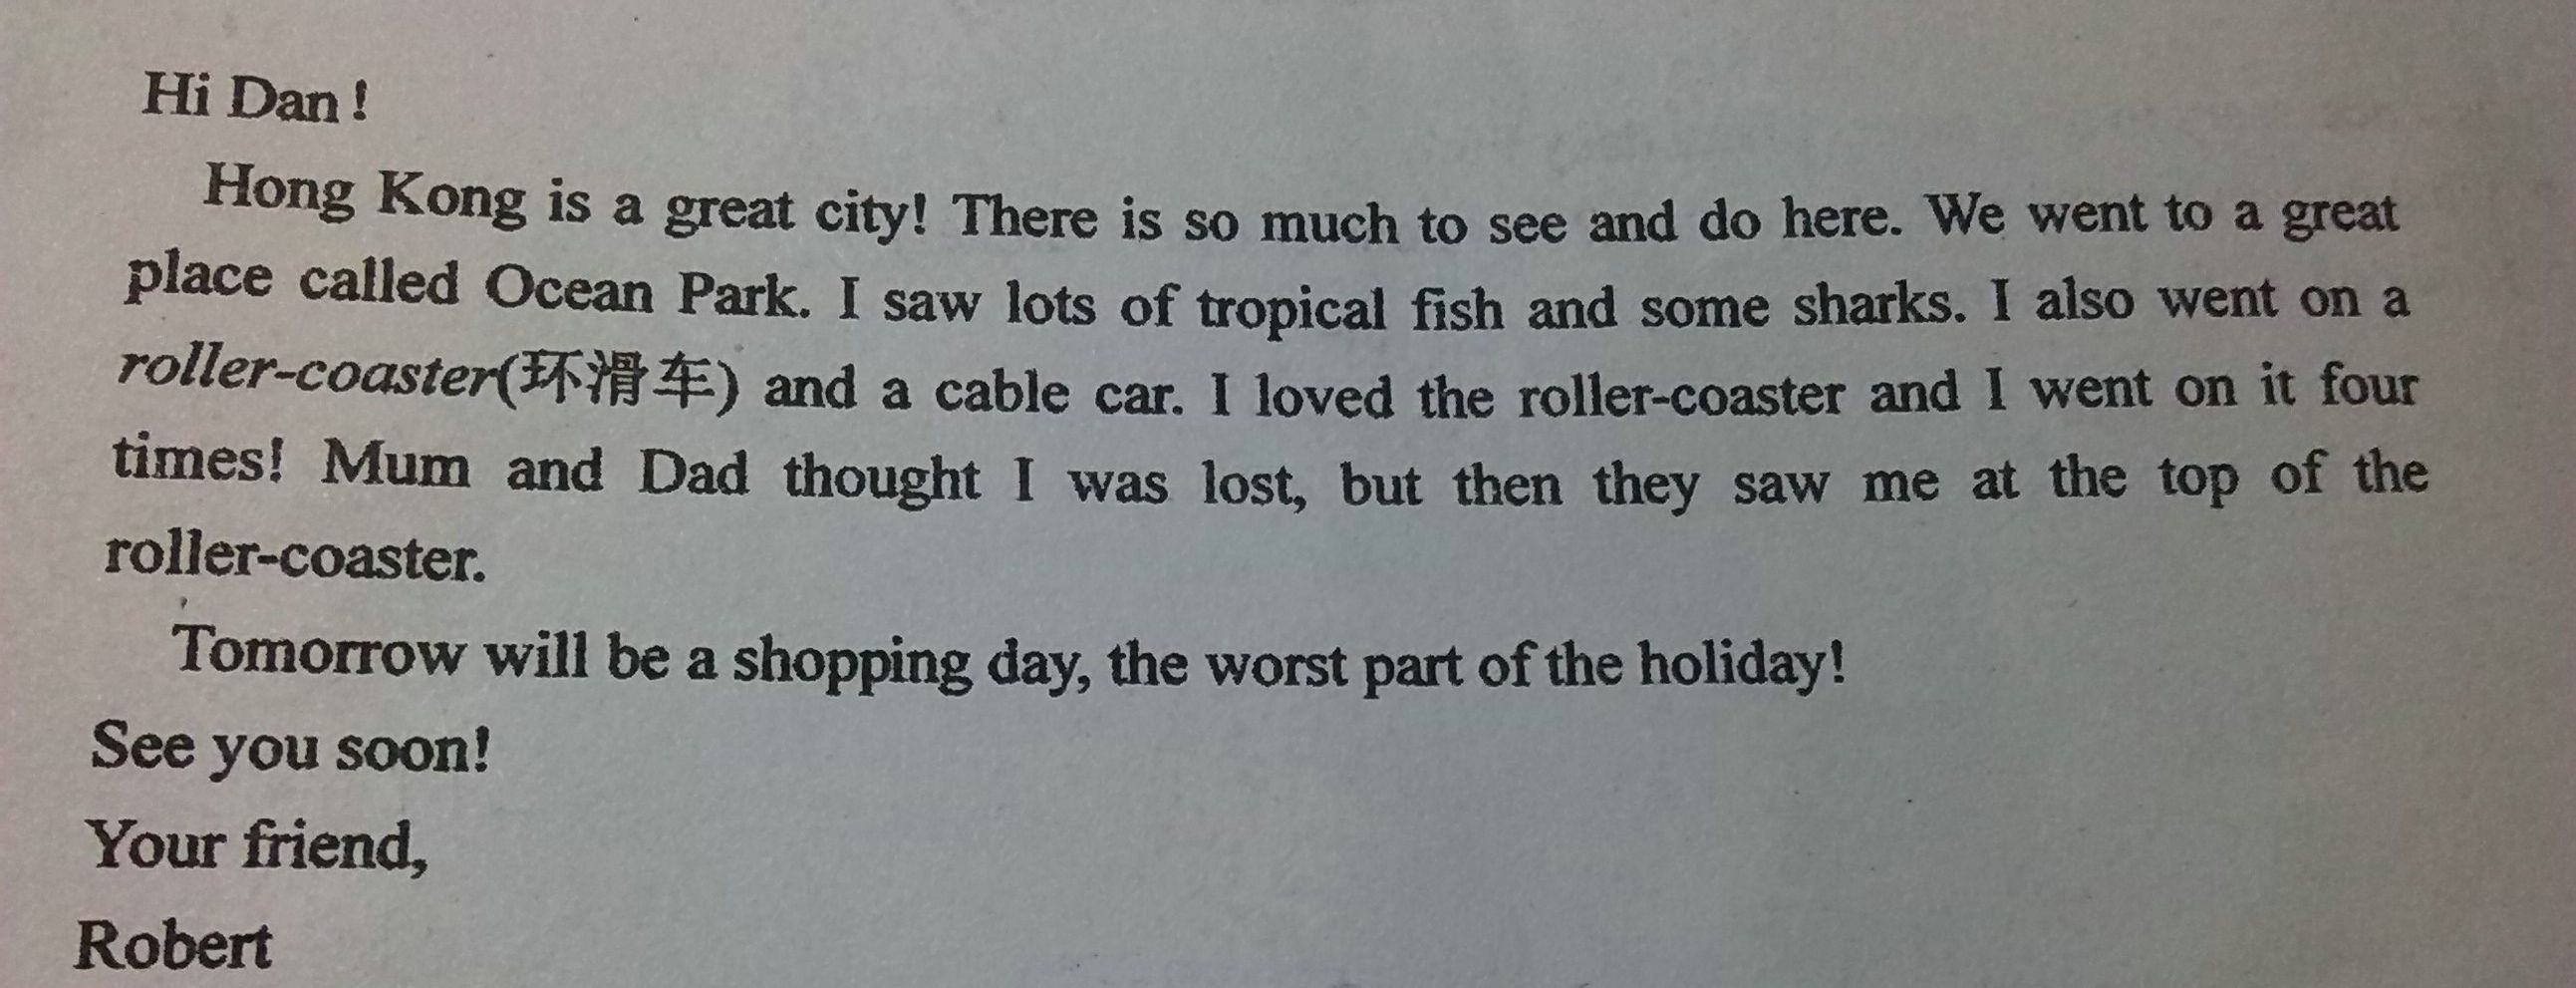 Hi Dan !
Hong Kong is a great city! There is so much to see and do here. We went to a great
place called Ocean Park. I saw lots of tropical fish and some sharks. I also went on a
roller-coaster(环滑车) and a cable car. I loved the roller-coaster and I went on it four
times! Mum and Dad thought I was lost, but then they saw me at the top of the
roller-coaster.
Tomorrow will be a shopping day, the worst part of the holiday!
See you soon!
Your friend,
Robert